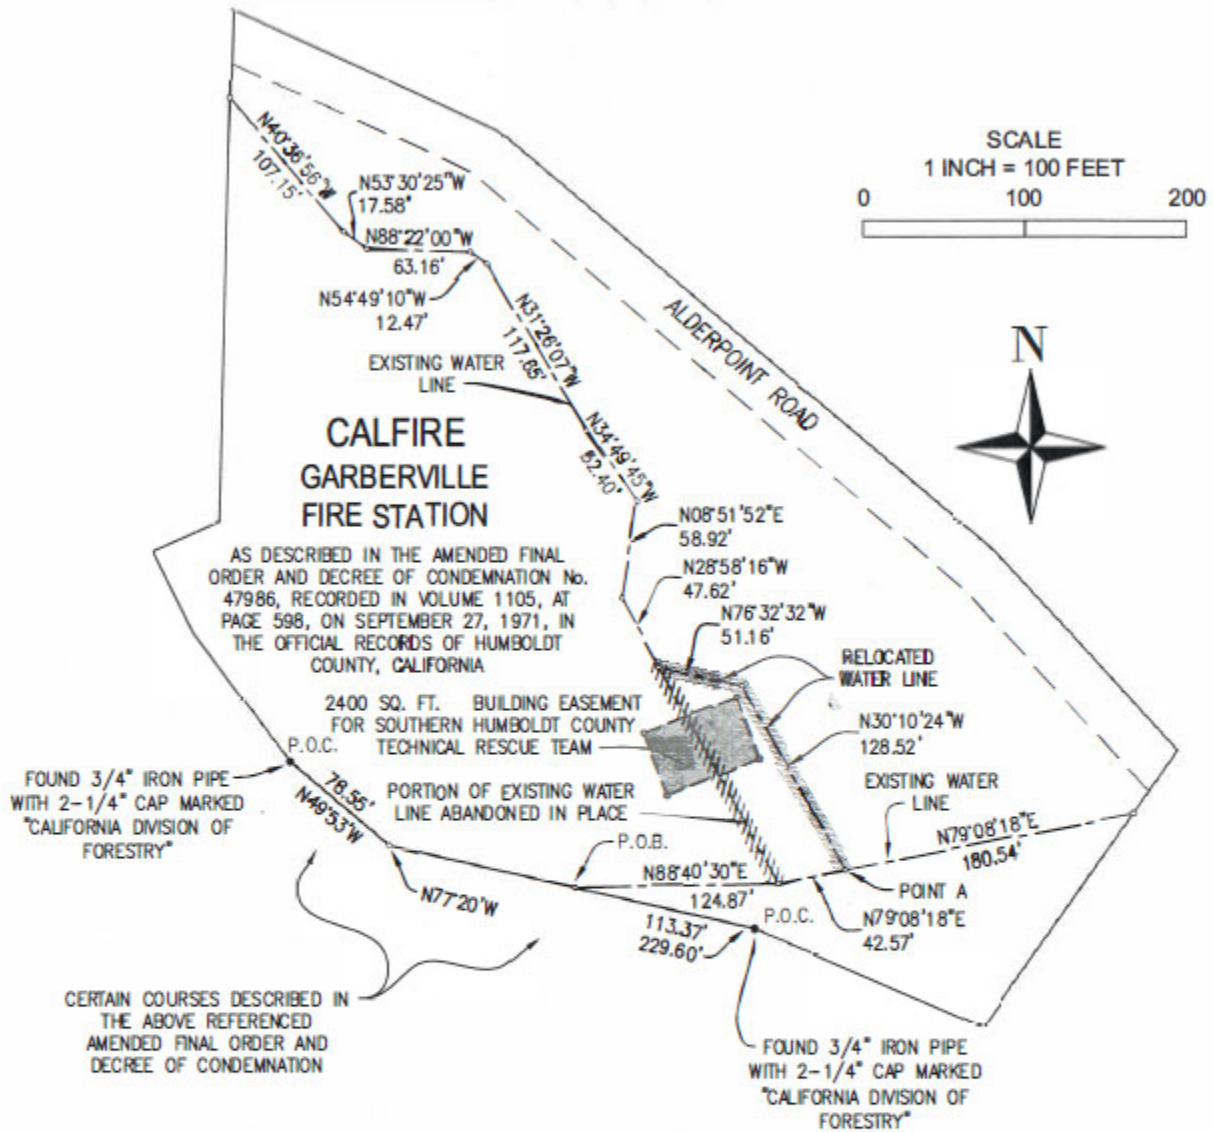 SCALE
1 INCH = 100 FEET
0 100 200
N40°36'56"W
107.15'
N53°30'25"W
17.58"
N88°22'00"W
63.16'
N54°49'10"W
12.47'
N31°26'07"W
117.65'
EXISTING WATER
LINE
ALDERPOINT ROAD
N
CALFIRE
GARBERVILLE
FIRE STATION
N34°49'45"W
52.40'
AS DESCRIBED IN THE AMENDED FINAL
ORDER AND DECREE OF CONDEMNATION No.
47986, RECORDED IN VOLUME 1105, AT
PAGE 598, ON SEPTEMBER 27, 1971, IN
THE OFFICIAL RECORDS OF HUMBOLDT
COUNTY, CALIFORNIA
N08°51'52"E
58.92'
N28°58'16"W
47.62'
N76°32'32"W
51.16'
RELOCATED
WATER LINE
2400 SQ. FT. BUILDING EASEMENT
FOR SOUTHERN HUMBOLDT COUNTY
TECHNICAL RESCUE TEAM
N30°10'24"W
128.52'
P.O.C.
FOUND 3/4" IRON PIPE
WITH 2-1/4" CAP MARKED
"CALIFORNIA DIVISION OF
FORESTRY"
78.56'
N49°53'W
PORTION OF EXISTING WATER
LINE ABANDONED IN PLACE
EXISTING WATER
LINE
N79°08'18"E
180.54'
P.O.B.
N88°40'30"E
124.87'
POINT A
N77°20'W
113.37'
229.60'
P.O.C.
N79°08'18"E
42.57'
CERTAIN COURSES DESCRIBED IN
THE ABOVE REFERENCED
AMENDED FINAL ORDER AND
DECREE OF CONDEMNATION
FOUND 3/4" IRON PIPE
WITH 2-1/4" CAP MARKED
"CALIFORNIA DIVISION OF
FORESTRY"